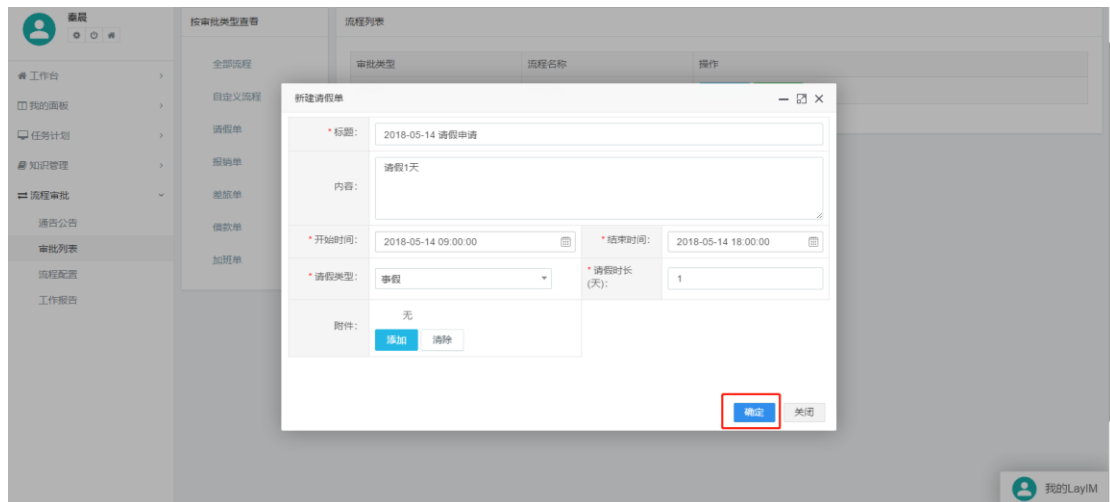 秦晨
工作台
我的面板
任务计划
知识管理
流程审批
通告公告
审批列表
流程配置
工作报告
按审批类型查看
全部流程
自定义流程
请假单
报销单
差旅单
借款单
加班单
流程列表
审批类型 流程名称 操作
新建请假单
*标题: 2018-05-14 请假申请
内容: 请假1天
*开始时间: 2018-05-14 09:00:00 *结束时间: 2018-05-14 18:00:00
*请假类型: 事假 *请假时长
(天): 1
附件: 无
添加 清除
确定 关闭
我的LayIM